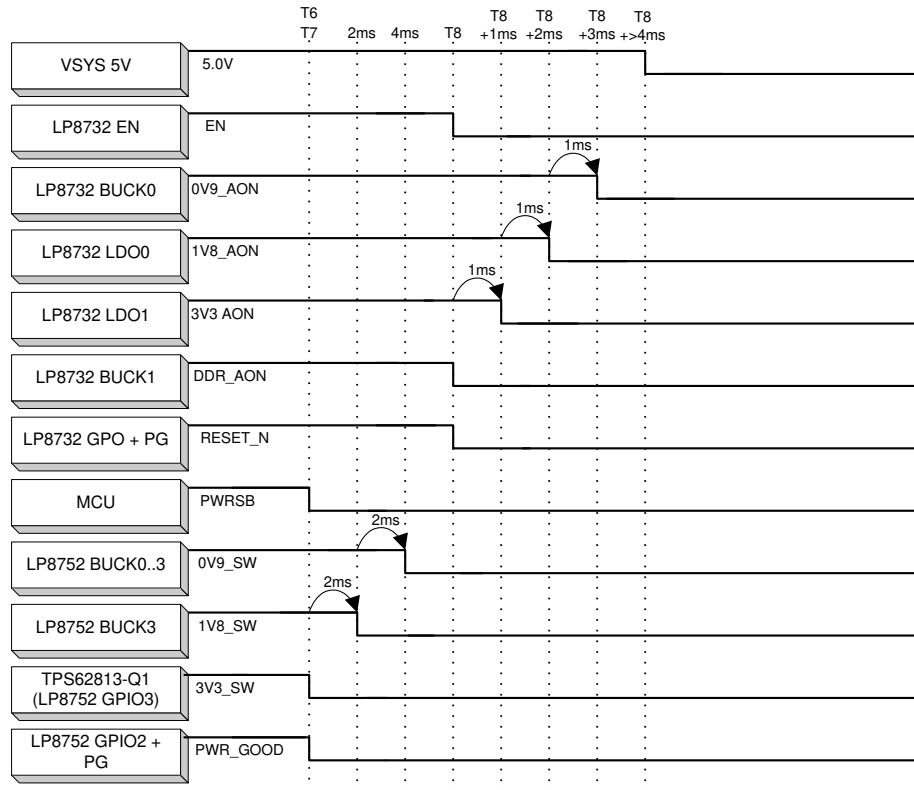 T6 T8 T8 T8 T8
T7 2ms 4ms T8 +1ms +2ms +3ms +>4ms
VSYS 5V 5.0V
LP8732 EN EN
1ms
LP8732 BUCK0 0V9_AON
1ms
LP8732 LDO0 1V8_AON
1ms
LP8732 LDO1 3V3 AON
LP8732 BUCK1 DDR_AON
LP8732 GPO + PG RESET_N
MCU PWRSB
2ms
LP8752 BUCK0..3 0V9_SW
2ms
LP8752 BUCK3 1V8_SW
TPS62813-Q1
(LP8752 GPIO3) 3V3_SW
LP8752 GPIO2 + PWR_GOOD
PG